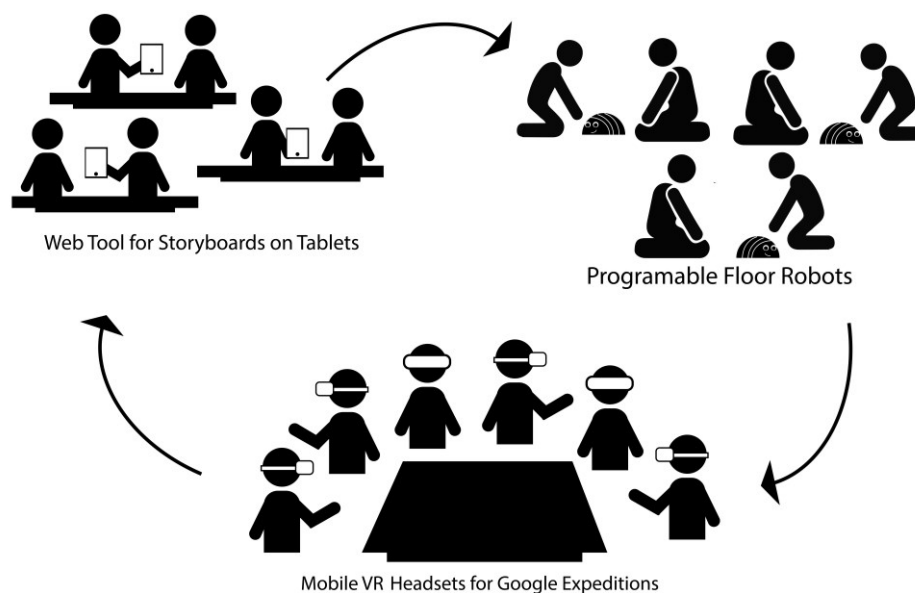 Web Tool for Storyboards on Tablets
Programable Floor Robots
Mobile VR Headsets for Google Expeditions